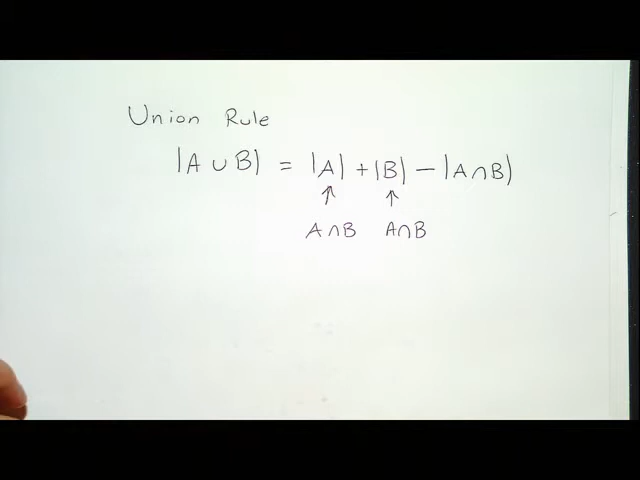 Union Rule
|A ∪ B| = |A| + |B| − |A∩B|
↑ ↑
A∩B A∩B